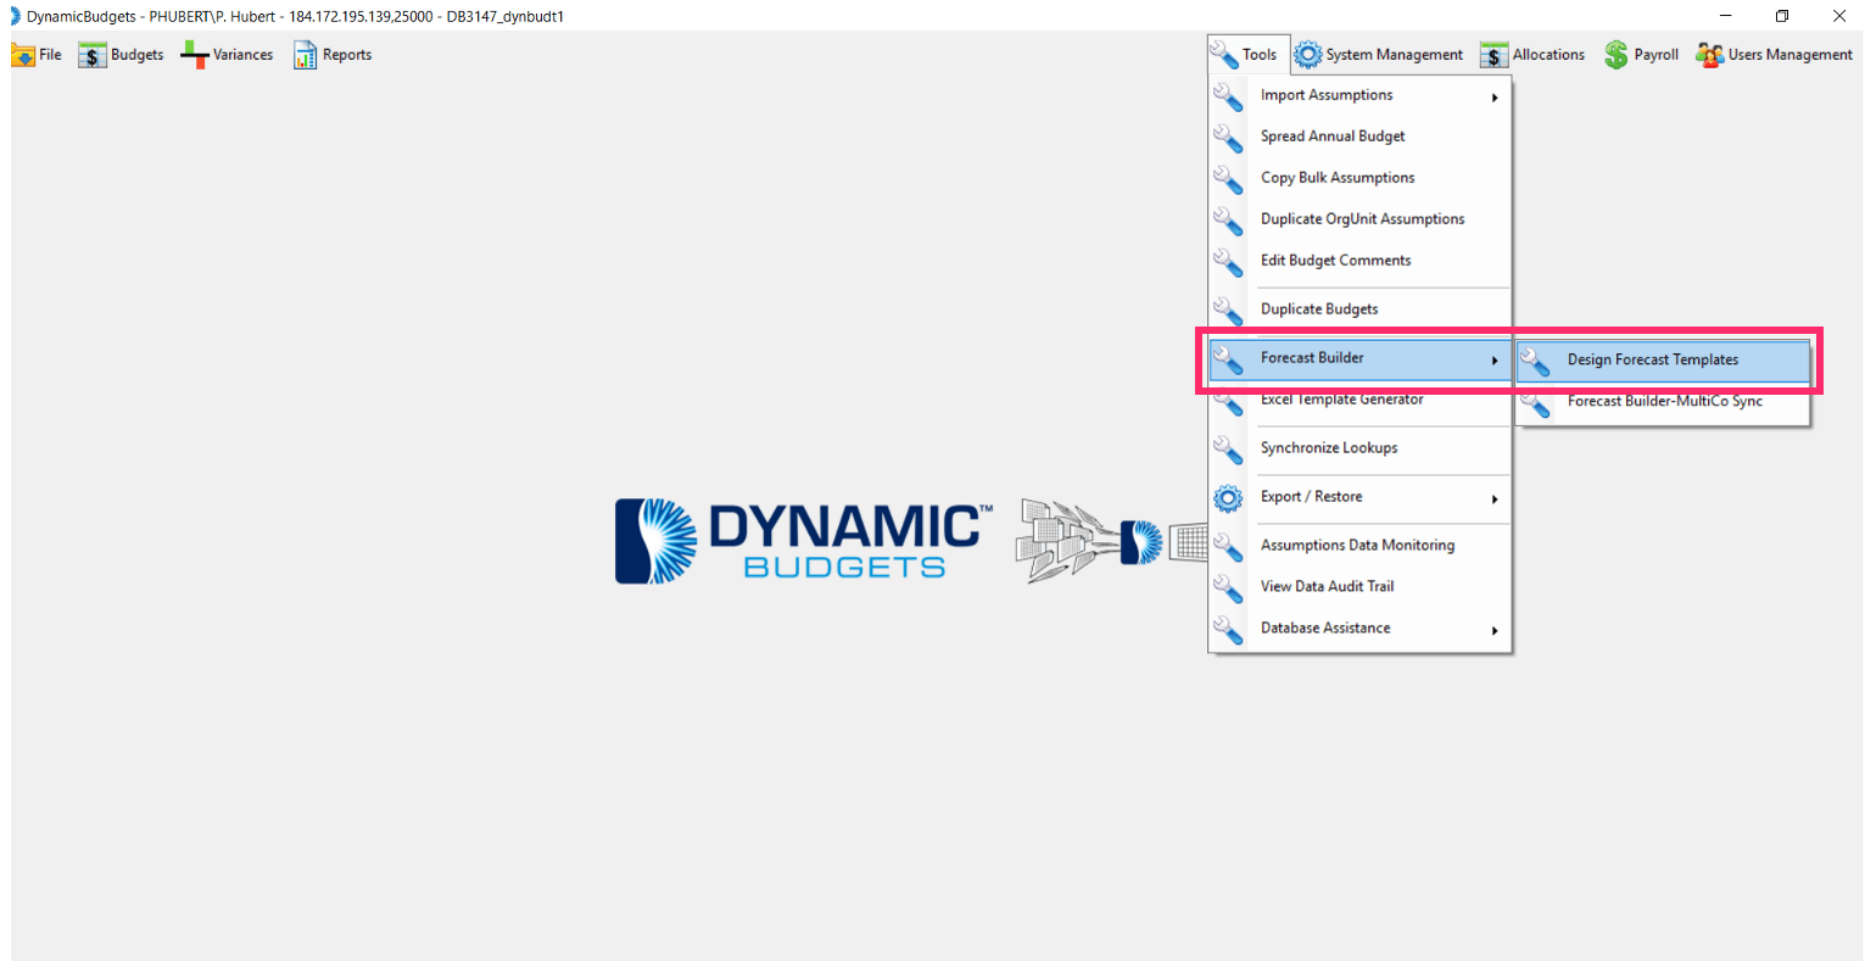 DynamicBudgets - PHUBERT\P. Hubert - 184.172.195.139,25000 - DB3147_dynbudt1
File Budgets Variances Reports Tools System Management Allocations Payroll Users Management
Import Assumptions
Spread Annual Budget
Copy Bulk Assumptions
Duplicate OrgUnit Assumptions
Edit Budget Comments
Duplicate Budgets
Forecast Builder
Design Forecast Templates
Excel Template Generator
Forecast Builder-MultiCo Sync
Synchronize Lookups
Export / Restore
Assumptions Data Monitoring
View Data Audit Trail
Database Assistance
DYNAMIC™
BUDGETS